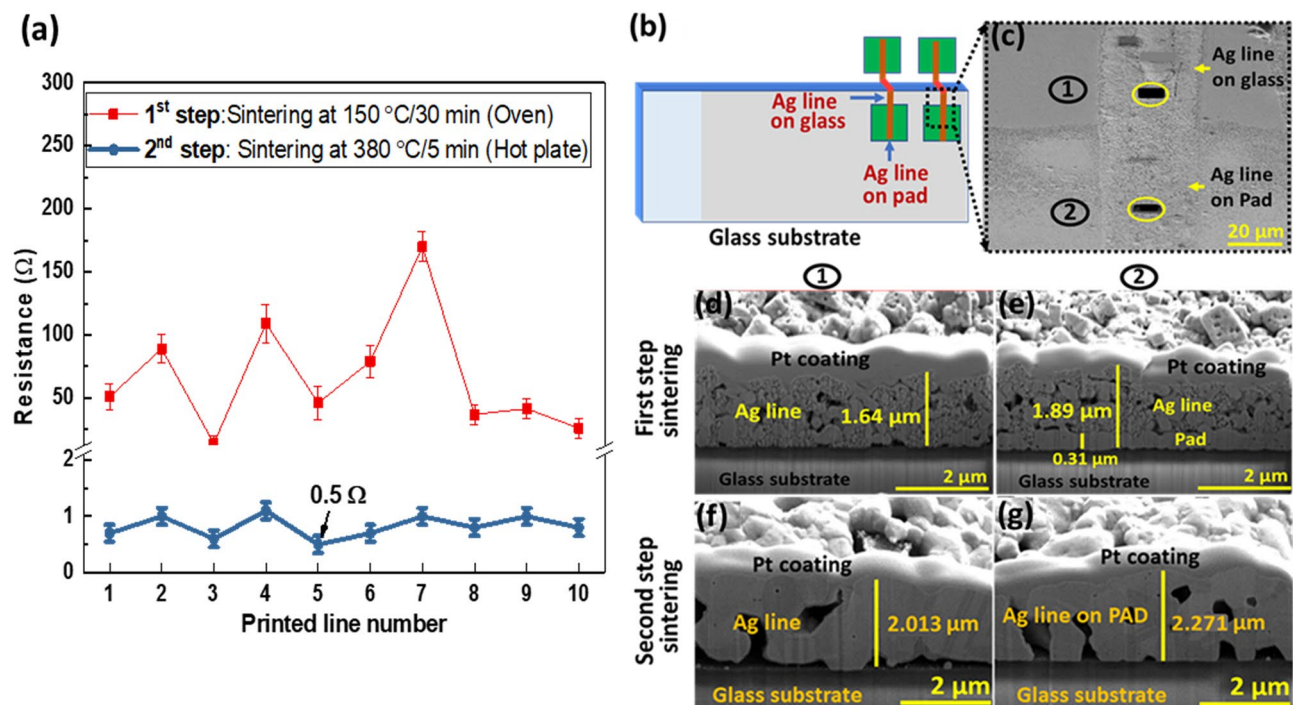 (a)
300
250
200
150
100
50
2
1
0
Resistance (Ω)
1st step:Sintering at 150 °C/30 min (Oven)
2nd step: Sintering at 380 °C/5 min (Hot plate)
0.5 Ω
1 2 3 4 5 6 7 8 9 10
Printed line number
(b)
Ag line
on glass
Ag line
on pad
Glass substrate
(c)
Ag line
on glass
1
Ag line
on Pad
2
20 µm
1
2
First step
sintering
(d)
Pt coating
Ag line
1.64 µm
Glass substrate
2 µm
(e)
Pt coating
1.89 µm
Ag line
Pad
0.31 µm
Glass substrate
2 µm
Second step
sintering
(f)
Pt coating
Ag line
2.013 µm
Glass substrate
2 µm
(g)
Pt coating
Ag line on PAD
2.271 µm
Glass substrate
2 µm